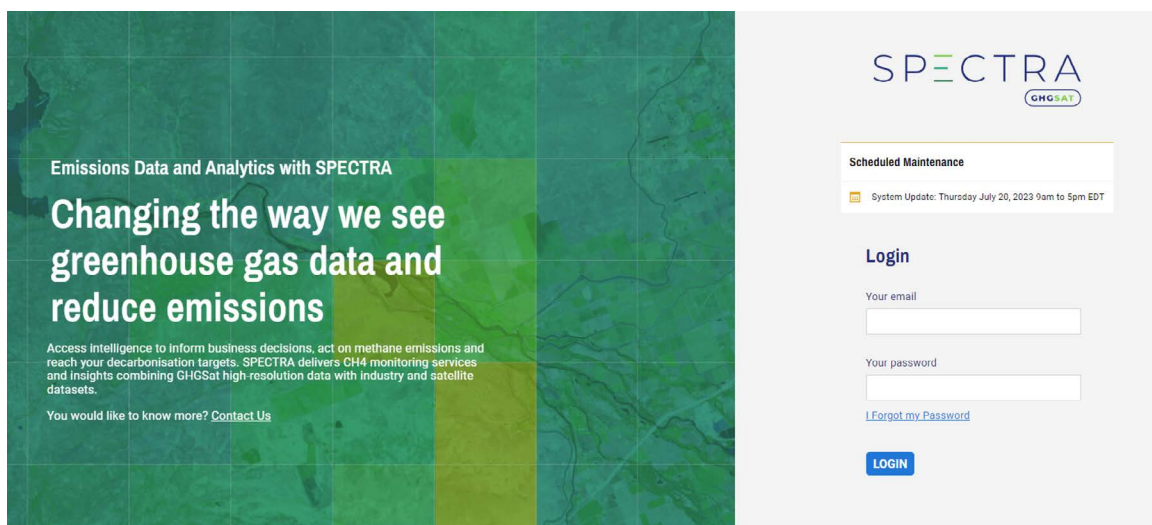 Emissions Data and Analytics with SPECTRA
Changing the way we see
greenhouse gas data and
reduce emissions
Access intelligence to inform business decisions, act on methane emissions and
reach your decarbonisation targets. SPECTRA delivers CH4 monitoring services
and insights combining GHGSat high-resolution data with industry and satellite
datasets.
You would like to know more? Contact Us
SPECTRA
GHGSAT
Scheduled Maintenance
System Update: Thursday July 20, 2023 9am to 5pm EDT
Login
Your email
Your password
I Forgot my Password
LOGIN